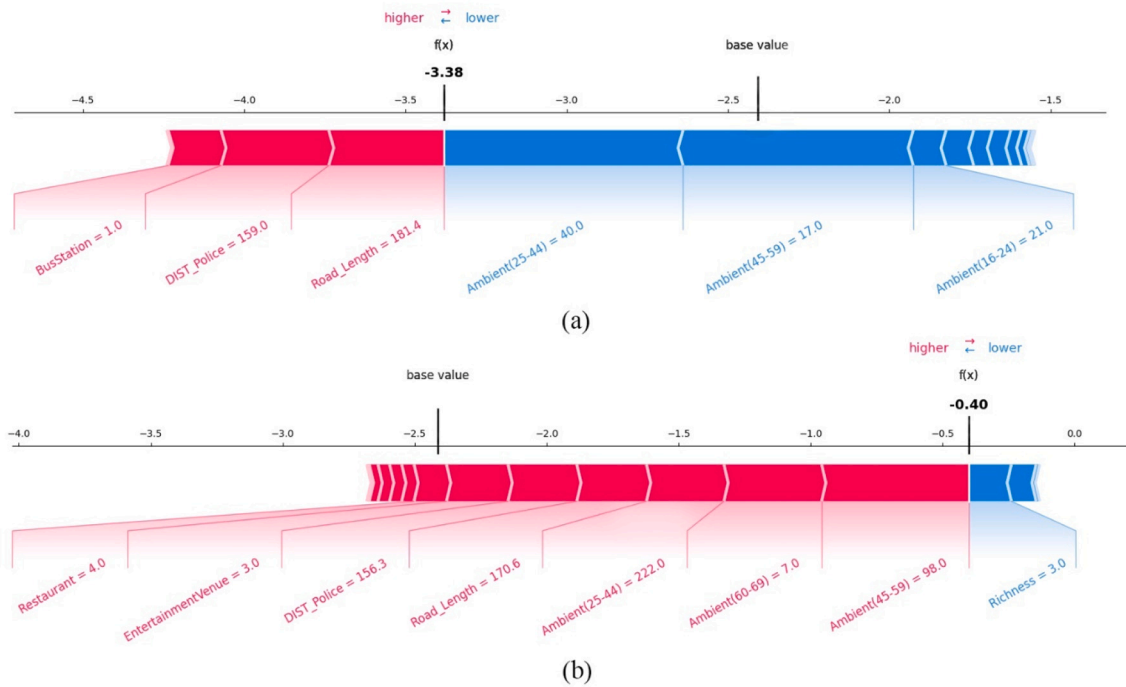 higher ⇄ lower
f(x)
base value
-3.38
−4.5 −4.0 −3.5 −3.0 −2.5 −2.0 −1.5
BusStation = 1.0
DIST_Police = 159.0
Road_Length = 181.4
Ambient(25-44) = 40.0
Ambient(45-59) = 17.0
Ambient(16-24) = 21.0
(a)
higher ⇄ lower
base value
f(x)
-0.40
−4.0 −3.5 −3.0 −2.5 −2.0 −1.5 −1.0 −0.5 0.0
Restaurant = 4.0
EntertainmentVenue = 3.0
DIST_Police = 156.3
Road_Length = 170.6
Ambient(25-44) = 222.0
Ambient(60-69) = 7.0
Ambient(45-59) = 98.0
Richness = 3.0
(b)